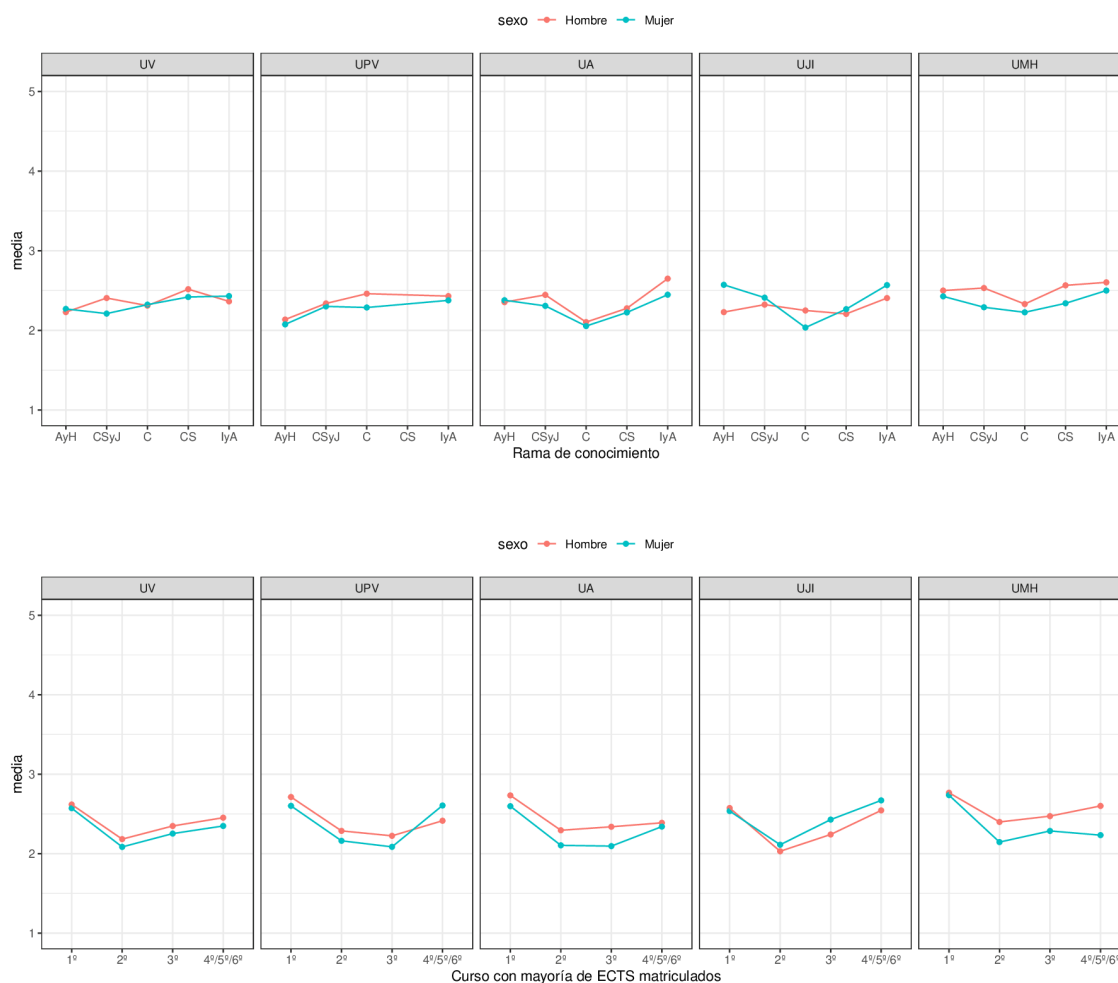 sexo Hombre Mujer
UV UPV UA UJI UMH
5
4
3
2
1
media
AyH CSyJ C CS IyA AyH CSyJ C CS IyA AyH CSyJ C CS IyA AyH CSyJ C CS IyA AyH CSyJ C CS IyA
Rama de conocimiento
sexo Hombre Mujer
UV UPV UA UJI UMH
5
4
3
2
1
media
1º 2º 3º 4º/5º/6º 1º 2º 3º 4º/5º/6º 1º 2º 3º 4º/5º/6º 1º 2º 3º 4º/5º/6º 1º 2º 3º 4º/5º/6º
Curso con mayoría de ECTS matriculados